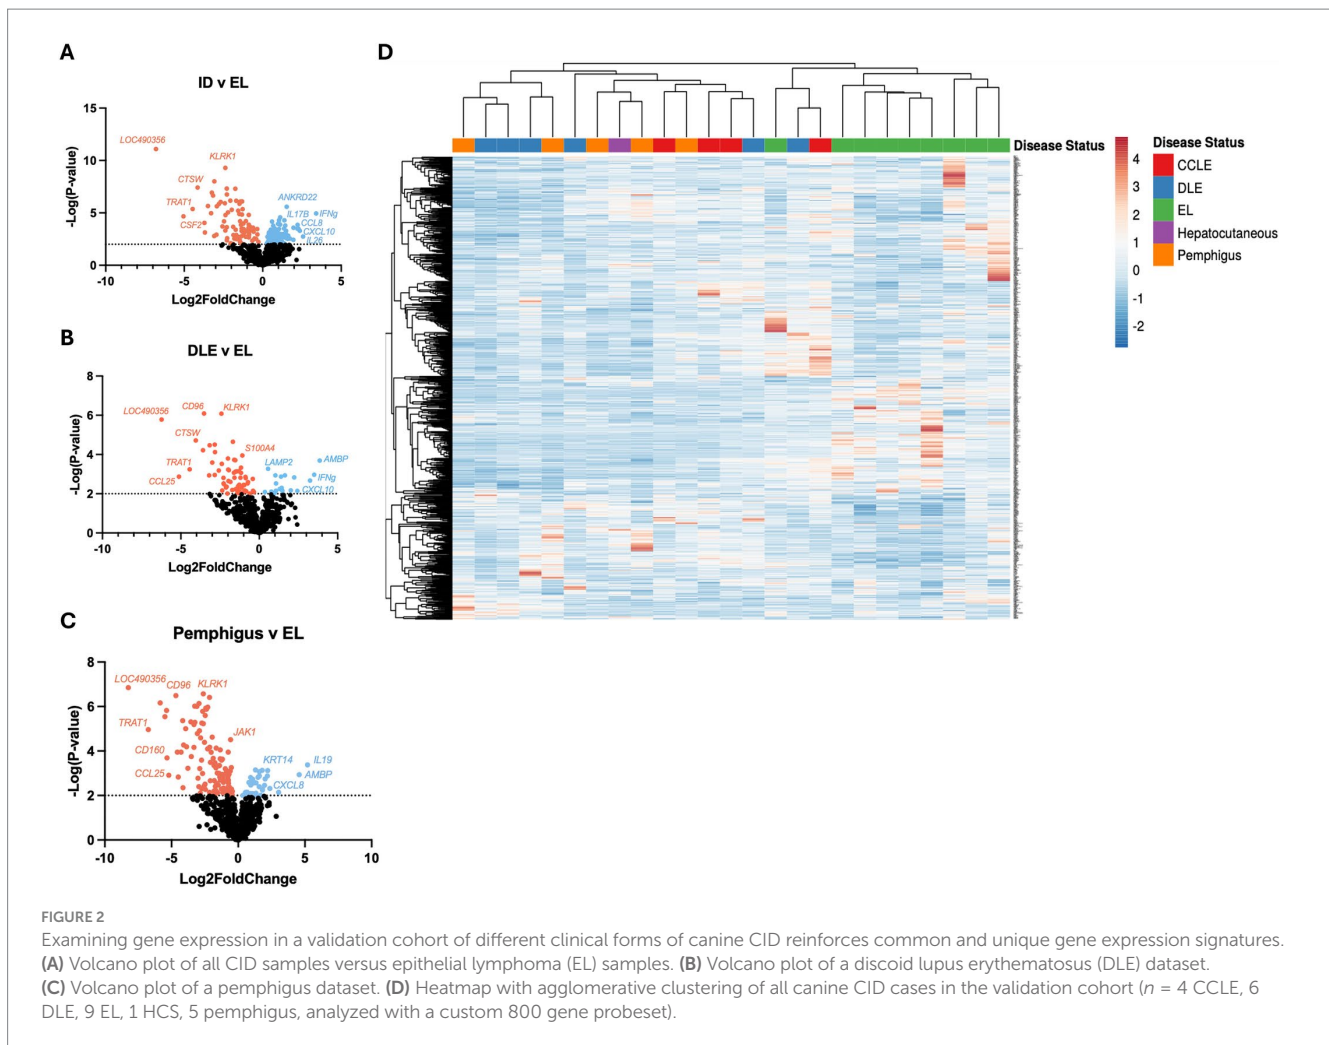 A
ID v EL
15
10
5
0
-Log(P-value)
LOC490356
KLRK1
CTSW
TRAT1
CSF2
ANKRD22
IL17B
IFNg
CCL8
CXCL10
IL26
-10
-5
0
5
Log2FoldChange
B
DLE v EL
8
6
4
2
0
-Log(P-value)
LOC490356
CD96
KLRK1
CTSW
S100A4
TRAT1
CCL25
LAMP2
AMBP
IFNg
CXCL10
-10
-5
0
5
Log2FoldChange
C
Pemphigus v EL
8
6
4
2
0
-Log(P-value)
LOC490356
CD96
KLRK1
TRAT1
JAK1
CD160
CCL25
KRT14
IL19
AMBP
CXCL8
-10
-5
0
5
10
Log2FoldChange
D
Disease Status
4
3
2
1
0
-1
-2
Disease Status
CCLE
DLE
EL
Hepatocutaneous
Pemphigus
FIGURE 2
Examining gene expression in a validation cohort of different clinical forms of canine CID reinforces common and unique gene expression signatures.
(A) Volcano plot of all CID samples versus epithelial lymphoma (EL) samples. (B) Volcano plot of a discoid lupus erythematosus (DLE) dataset.
(C) Volcano plot of a pemphigus dataset. (D) Heatmap with agglomerative clustering of all canine CID cases in the validation cohort (n = 4 CCLE, 6
DLE, 9 EL, 1 HCS, 5 pemphigus, analyzed with a custom 800 gene probeset).